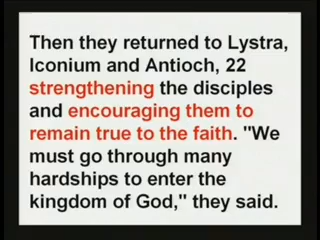 Then they returned to Lystra,
Iconium and Antioch, 22
strengthening the disciples
and encouraging them to
remain true to the faith. "We
must go through many
hardships to enter the
kingdom of God," they said.